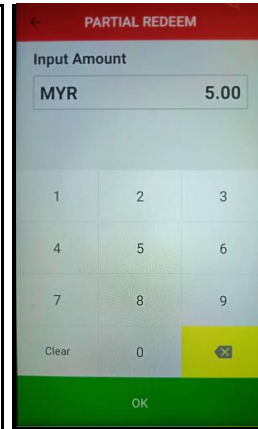 PARTIAL REDEEM
Input Amount
MYR 5.00
1 2 3
4 5 6
7 8 9
Clear 0
OK